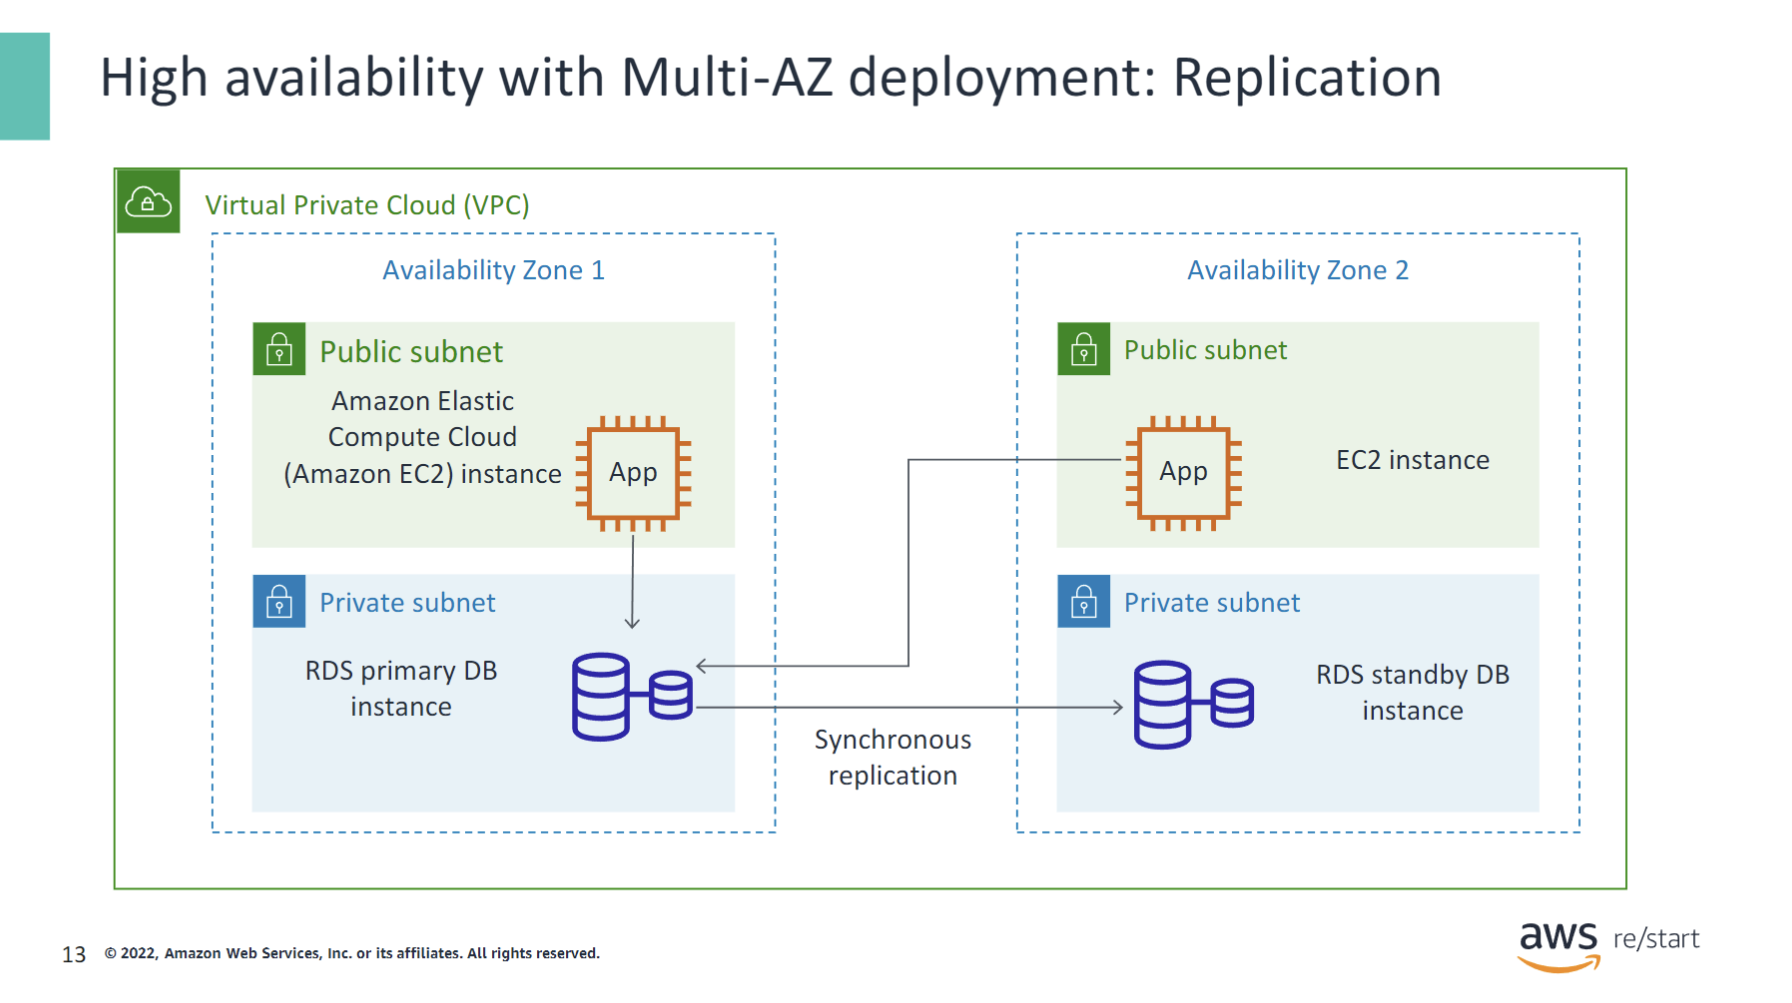 High availability with Multi-AZ deployment: Replication
Virtual Private Cloud (VPC)
Availability Zone 1
Public subnet
Amazon Elastic
Compute Cloud
(Amazon EC2) instance
App
Private subnet
RDS primary DB
instance
Synchronous
replication
Availability Zone 2
Public subnet
App
EC2 instance
Private subnet
RDS standby DB
instance
13
© 2022, Amazon Web Services, Inc. or its affiliates. All rights reserved.
aws re/start